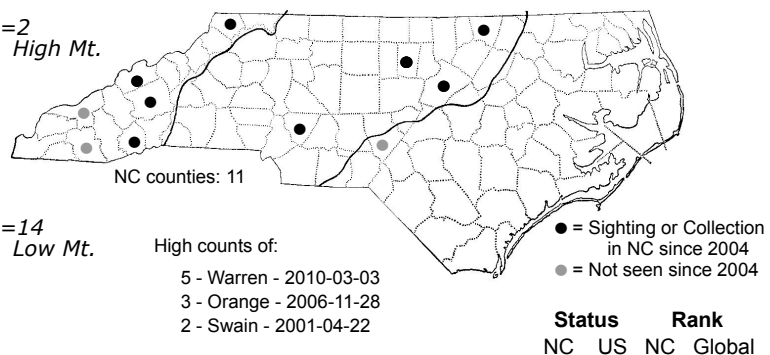 =2
High Mt.
NC counties: 11
=14
Low Mt.
High counts of:
5 - Warren - 2010-03-03
3 - Orange - 2006-11-28
2 - Swain - 2001-04-22
● = Sighting or Collection
in NC since 2004
● = Not seen since 2004
Status Rank
NC US NC Global